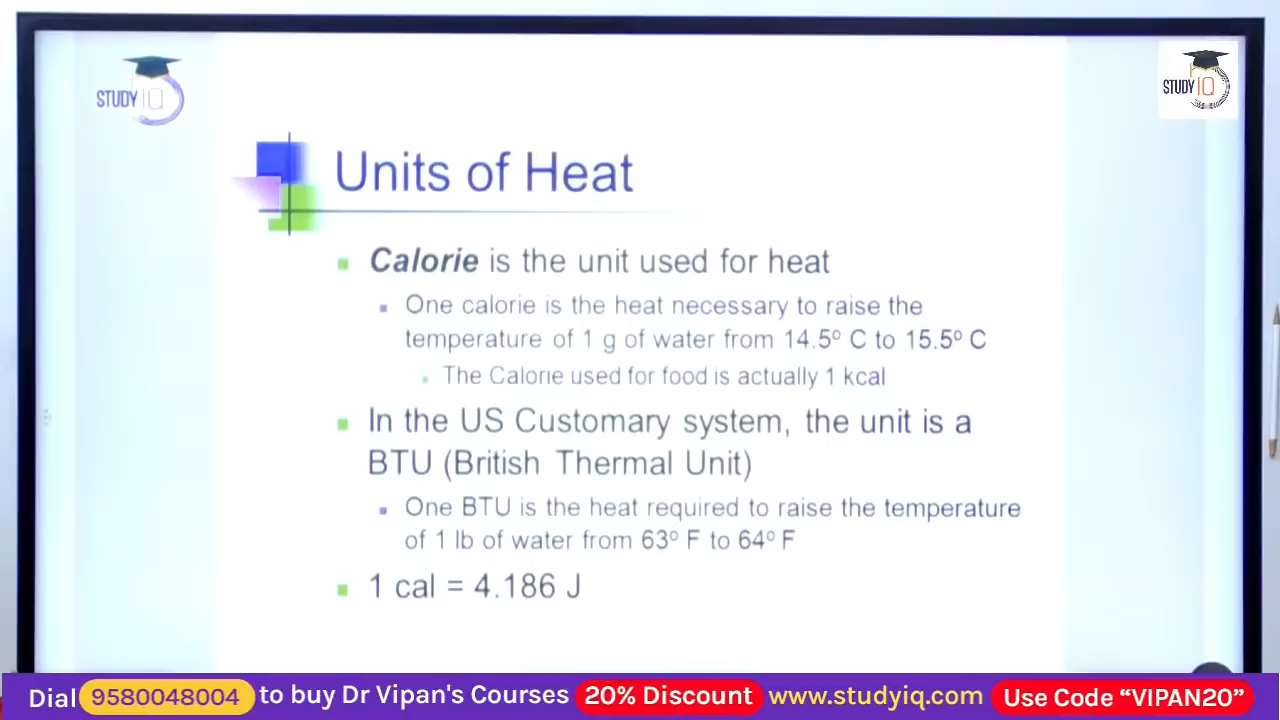 STUDY IQ
STUDY IQ
Units of Heat
Calorie is the unit used for heat
One calorie is the heat necessary to raise the
temperature of 1 g of water from 14.5º C to 15.5º C
The Calorie used for food is actually 1 kcal
In the US Customary system, the unit is a
BTU (British Thermal Unit)
One BTU is the heat required to raise the temperature
of 1 lb of water from 63º F to 64º F
1 cal = 4.186 J
Dial 9580048004 to buy Dr Vipan's Courses 20% Discount www.studyiq.com Use Code “VIPAN20”